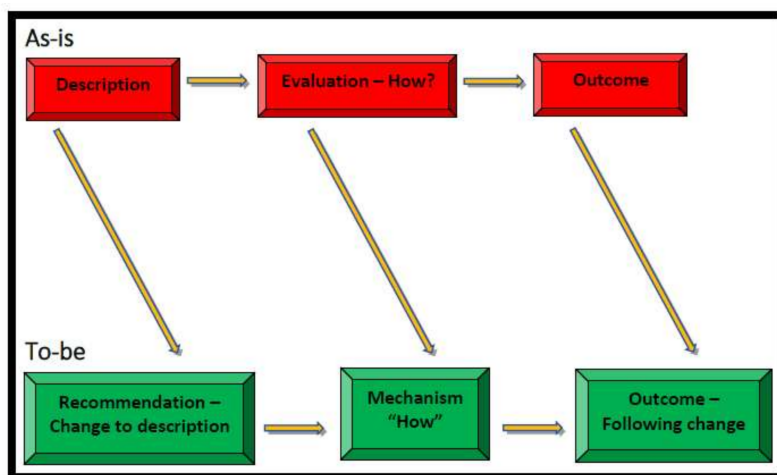 As-is
Description
Evaluation – How?
Outcome
To-be
Recommendation –
Change to description
Mechanism
“How”
Outcome –
Following change